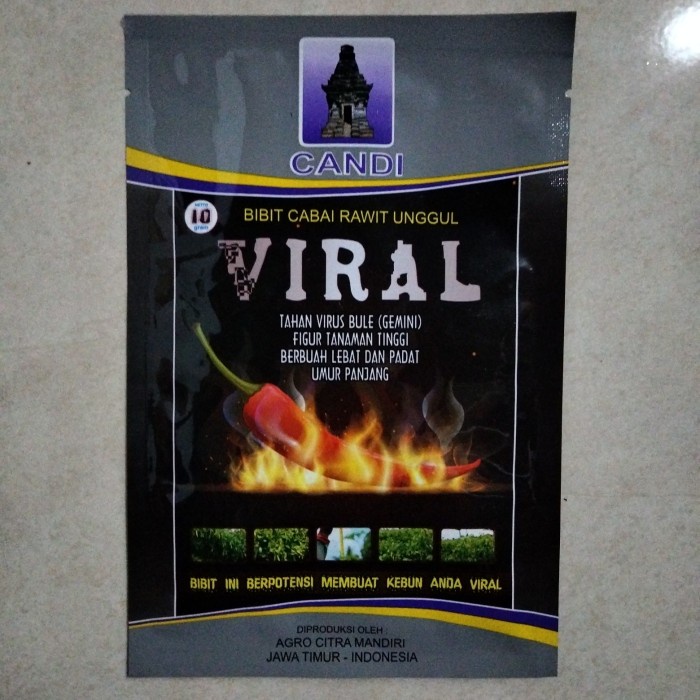 CANDI
netto
10
gram
BIBIT CABAI RAWIT UNGGUL
VIRAL
TAHAN VIRUS BULE (GEMINI)
FIGUR TANAMAN TINGGI
BERBUAH LEBAT DAN PADAT
UMUR PANJANG
BIBIT INI BERPOTENSI MEMBUAT KEBUN ANDA VIRAL
DIPRODUKSI OLEH :
AGRO CITRA MANDIRI
JAWA TIMUR - INDONESIA